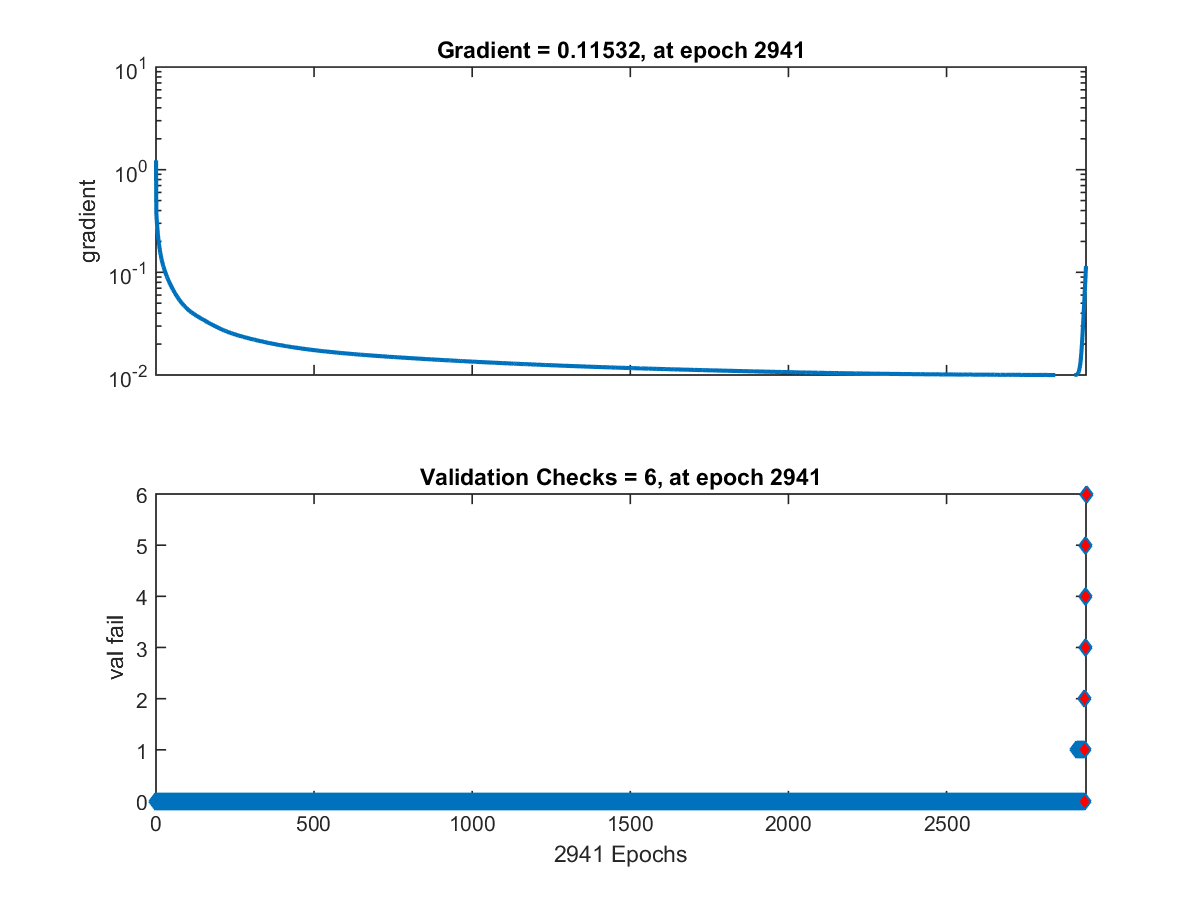 Gradient = 0.11532, at epoch 2941
10^1
10^0
10^-1
10^-2
gradient
Validation Checks = 6, at epoch 2941
6
5
4
3
2
1
0
val fail
0 500 1000 1500 2000 2500
2941 Epochs